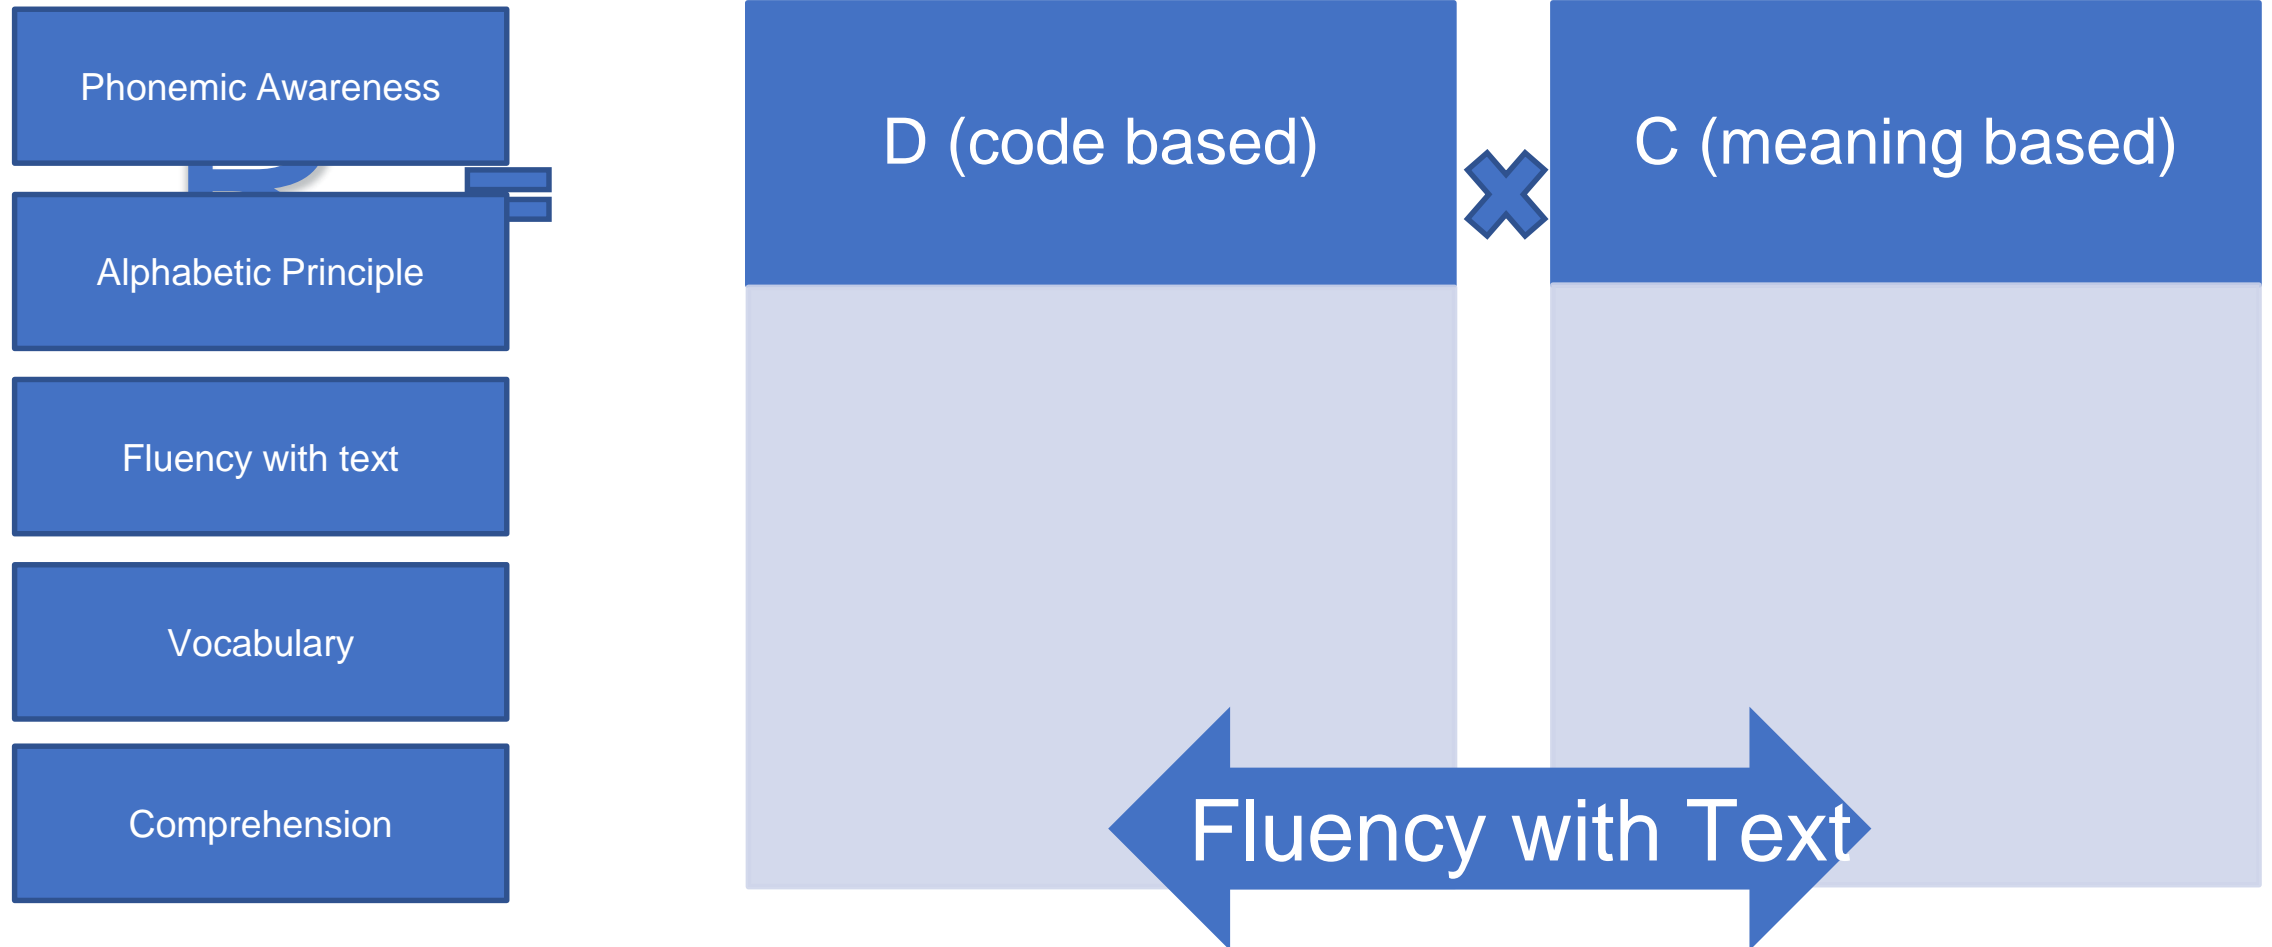 Phonemic Awareness
Alphabetic Principle
Fluency with text
Vocabulary
Comprehension
D (code based)
C (meaning based)
Fluency with Text